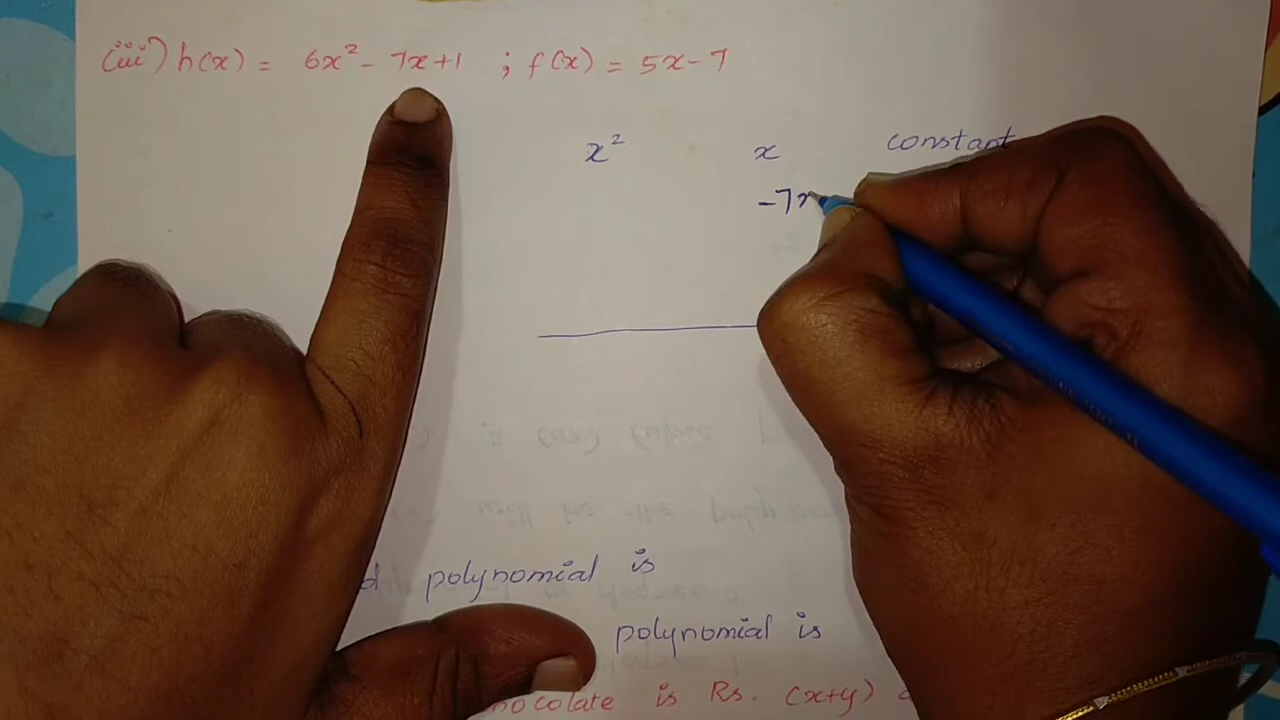 (iii) h(x) = 6x² - 7x + 1 ; f(x) = 5x - 7
x² x constant
-7x
polynomial is
polynomial is
is Rs. (x+y)